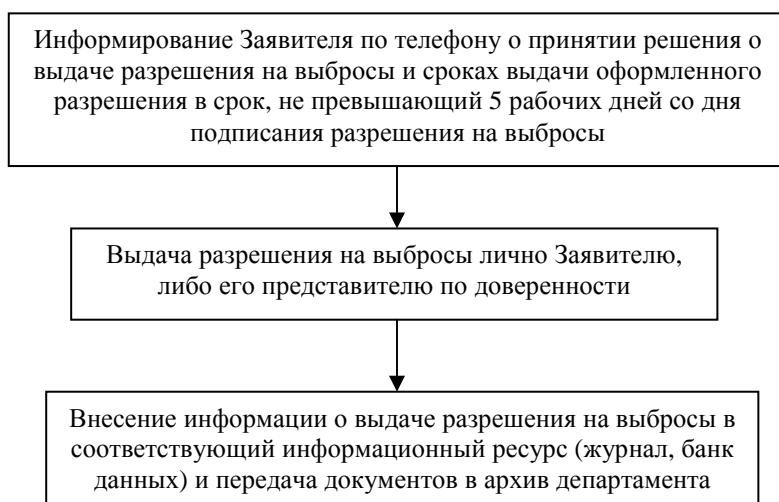 Информирование Заявителя по телефону о принятии решения о
выдаче разрешения на выбросы и сроках выдачи оформленного
разрешения в срок, не превышающий 5 рабочих дней со дня
подписания разрешения на выбросы
Выдача разрешения на выбросы лично Заявителю,
либо его представителю по доверенности
Внесение информации о выдаче разрешения на выбросы в
соответствующий информационный ресурс (журнал, банк
данных) и передача документов в архив департамента